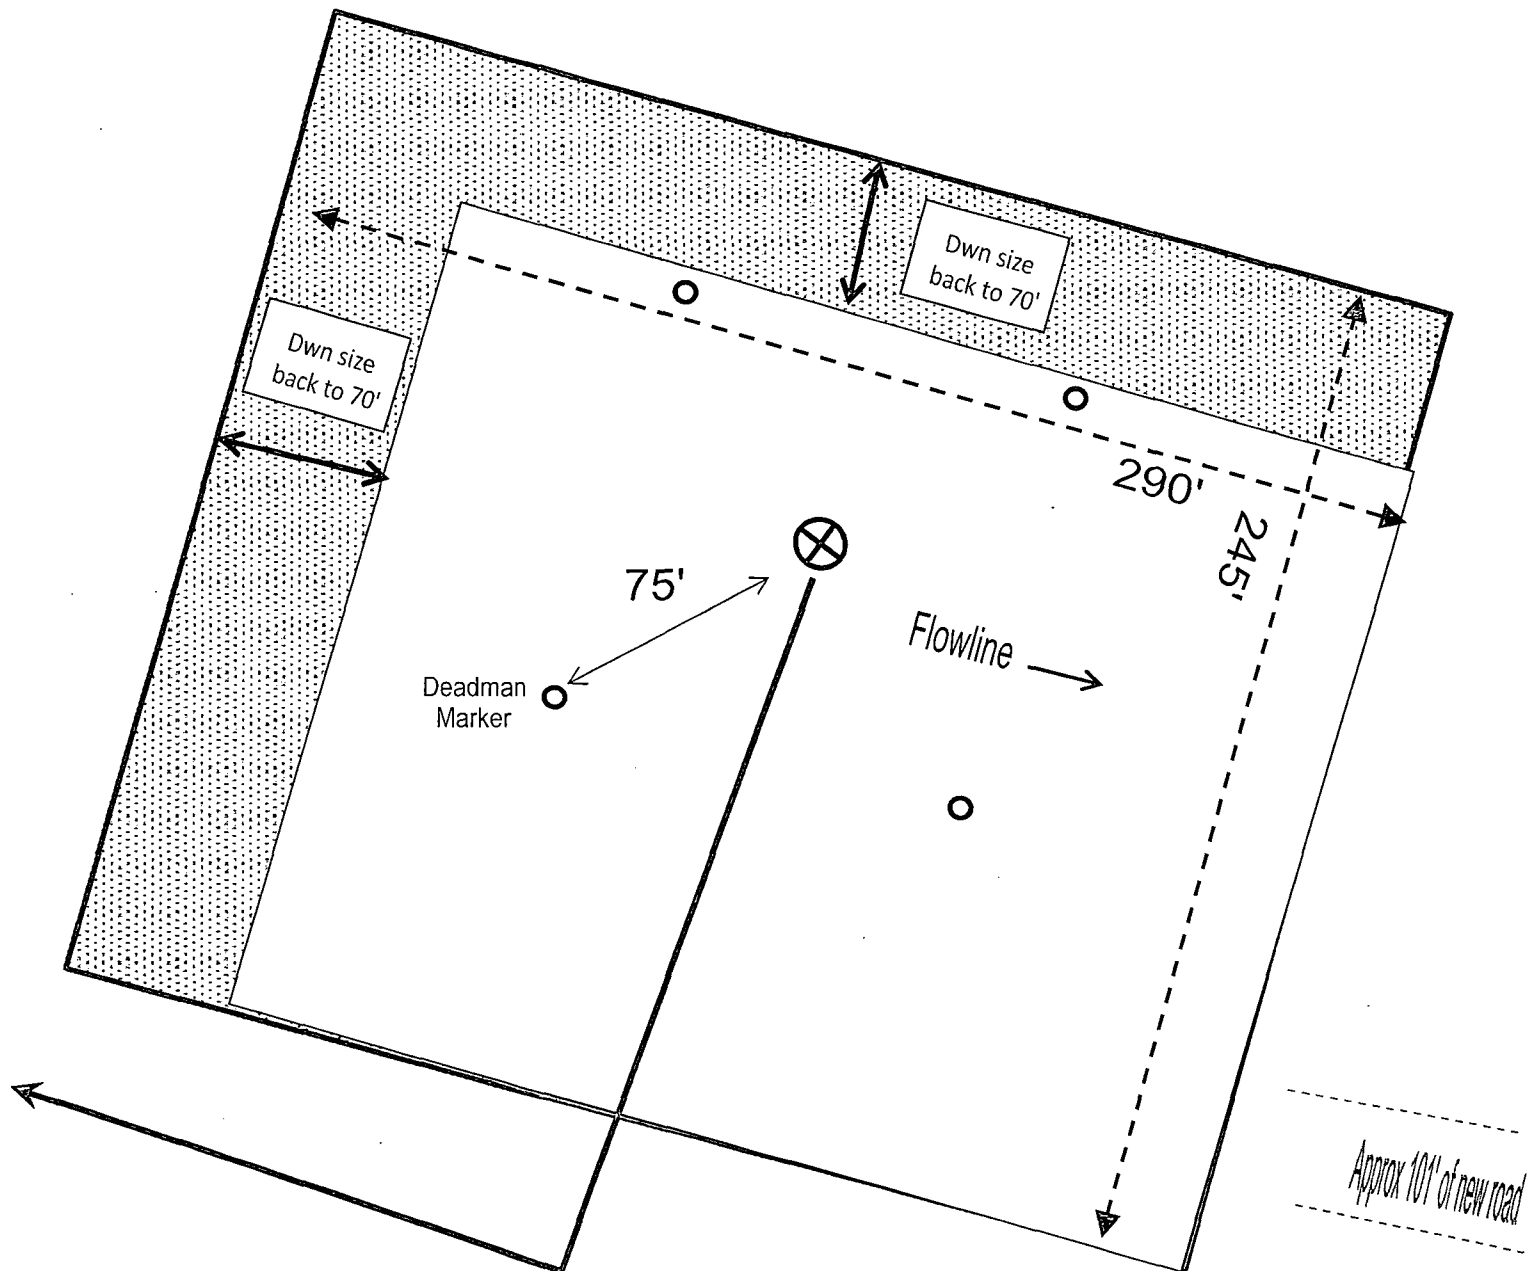 Dwn size
back to 70'
Dwn size
back to 70'
290'
245'
75'
Flowline
Deadman
Marker
Approx 101' of new road